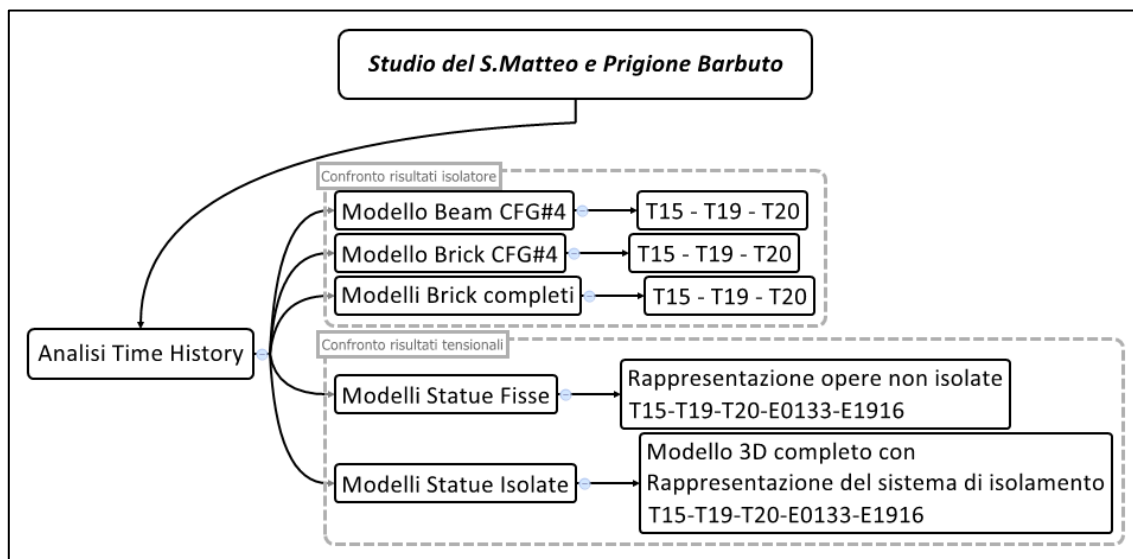 Studio del S.Matteo e Prigione Barbuto
Confronto risultati isolatore
Modello Beam CFG#4
T15 - T19 - T20
Modello Brick CFG#4
T15 - T19 - T20
Modelli Brick completi
T15 - T19 - T20
Analisi Time History
Confronto risultati tensionali
Modelli Statue Fisse
Rappresentazione opere non isolate
T15-T19-T20-E0133-E1916
Modelli Statue Isolate
Modello 3D completo con
Rappresentazione del sistema di isolamento
T15-T19-T20-E0133-E1916